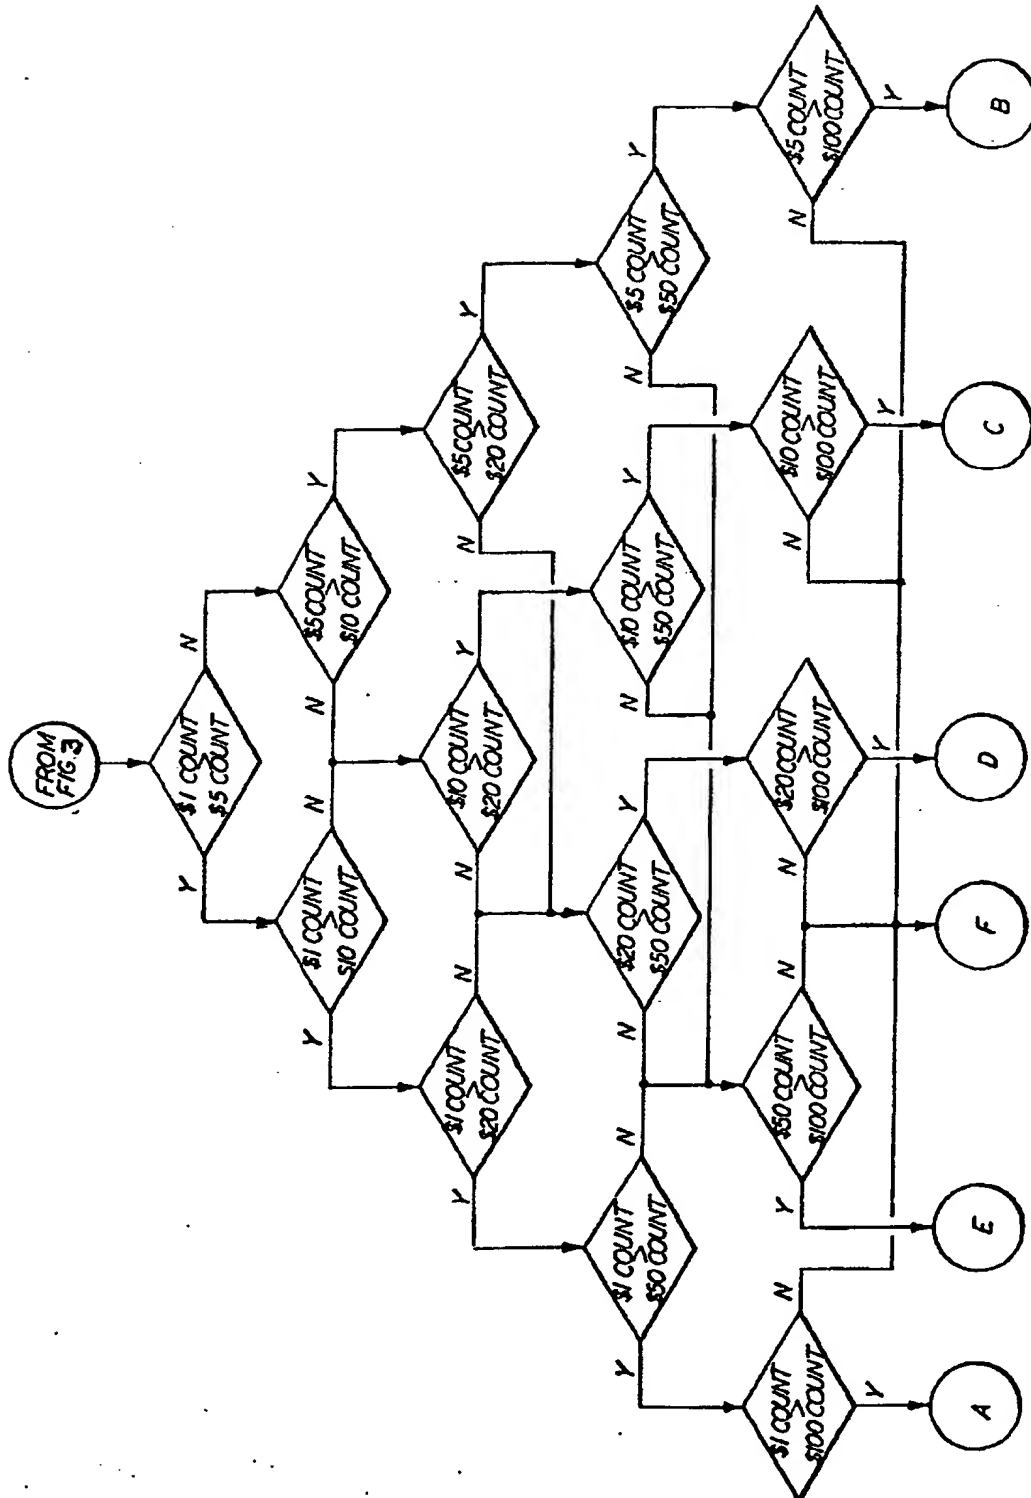 FROM
FIG. 3
$1 COUNT
>
$5 COUNT
Y
N
$1 COUNT
>
$10 COUNT
N
N
$5 COUNT
>
$10 COUNT
Y
Y
$1 COUNT
>
$20 COUNT
N
N
$10 COUNT
>
$20 COUNT
Y
N
$5 COUNT
>
$20 COUNT
Y
Y
$1 COUNT
>
$50 COUNT
N
N
$20 COUNT
>
$50 COUNT
Y
N
$10 COUNT
>
$50 COUNT
Y
N
$5 COUNT
>
$50 COUNT
Y
Y
$1 COUNT
>
$100 COUNT
N
Y
Y
$50 COUNT
>
$100 COUNT
N
N
$20 COUNT
>
$100 COUNT
Y
N
$10 COUNT
>
$100 COUNT
Y
N
$5 COUNT
>
$100 COUNT
Y
A
E
F
D
C
B